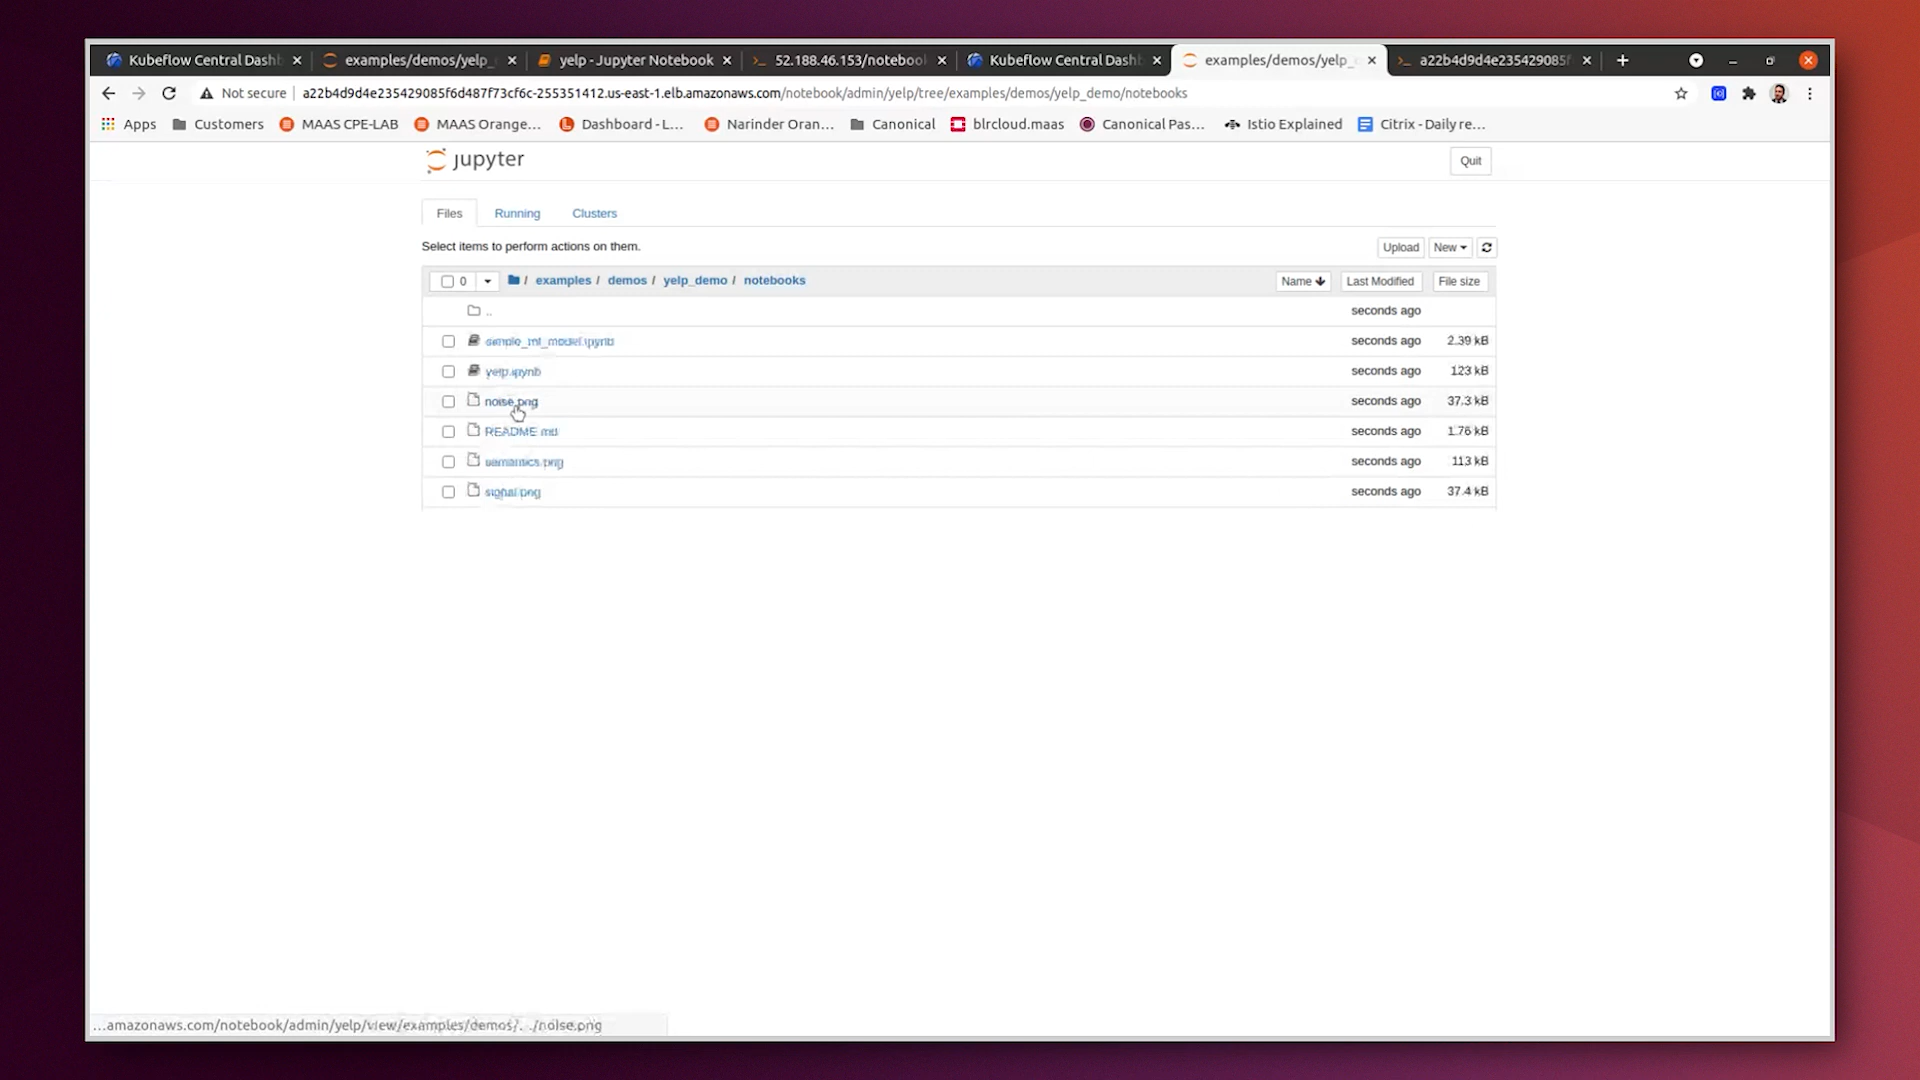 Kubeflow Central Dashb examples/demos/yelp_ yelp - Jupyter Notebook 52.188.46.153/notebook Kubeflow Central Dashb examples/demos/yelp_ a22b4d9d4e235429085f
Not secure a22b4d9d4e235429085f6d487f73cf6c-255351412.us-east-1.elb.amazonaws.com/notebook/admin/yelp/tree/examples/demos/yelp_demo/notebooks
Apps Customers MAAS CPE-LAB MAAS Orange... Dashboard - L... Narinder Oran... Canonical blrcloud.maas Canonical Pas... Istio Explained Citrix - Daily re...
jupyter Quit
Files Running Clusters
Select items to perform actions on them. Upload New
0 / examples / demos / yelp_demo / notebooks Name Last Modified File size
.. seconds ago
seconds ago 2.39 kB
yelp.ipynb seconds ago 123 kB
noise.png seconds ago 37.3 kB
README.md seconds ago 1.76 kB
semantics.png seconds ago 113 kB
signal.png seconds ago 37.4 kB
...amazonaws.com/notebook/admin/yelp/view/examples/demos/.../noise.png